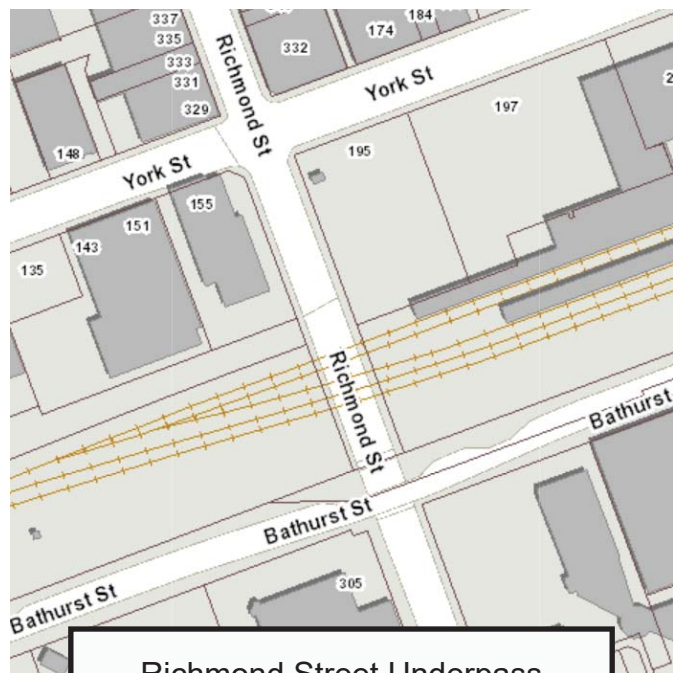 337
335
333
331
329
332
174
184
Richmond St
York St
197
195
148
York St
155
151
143
135
Richmond St
Bathurst
Bathurst St
305
Bathurst St
Richmond Street Underpass